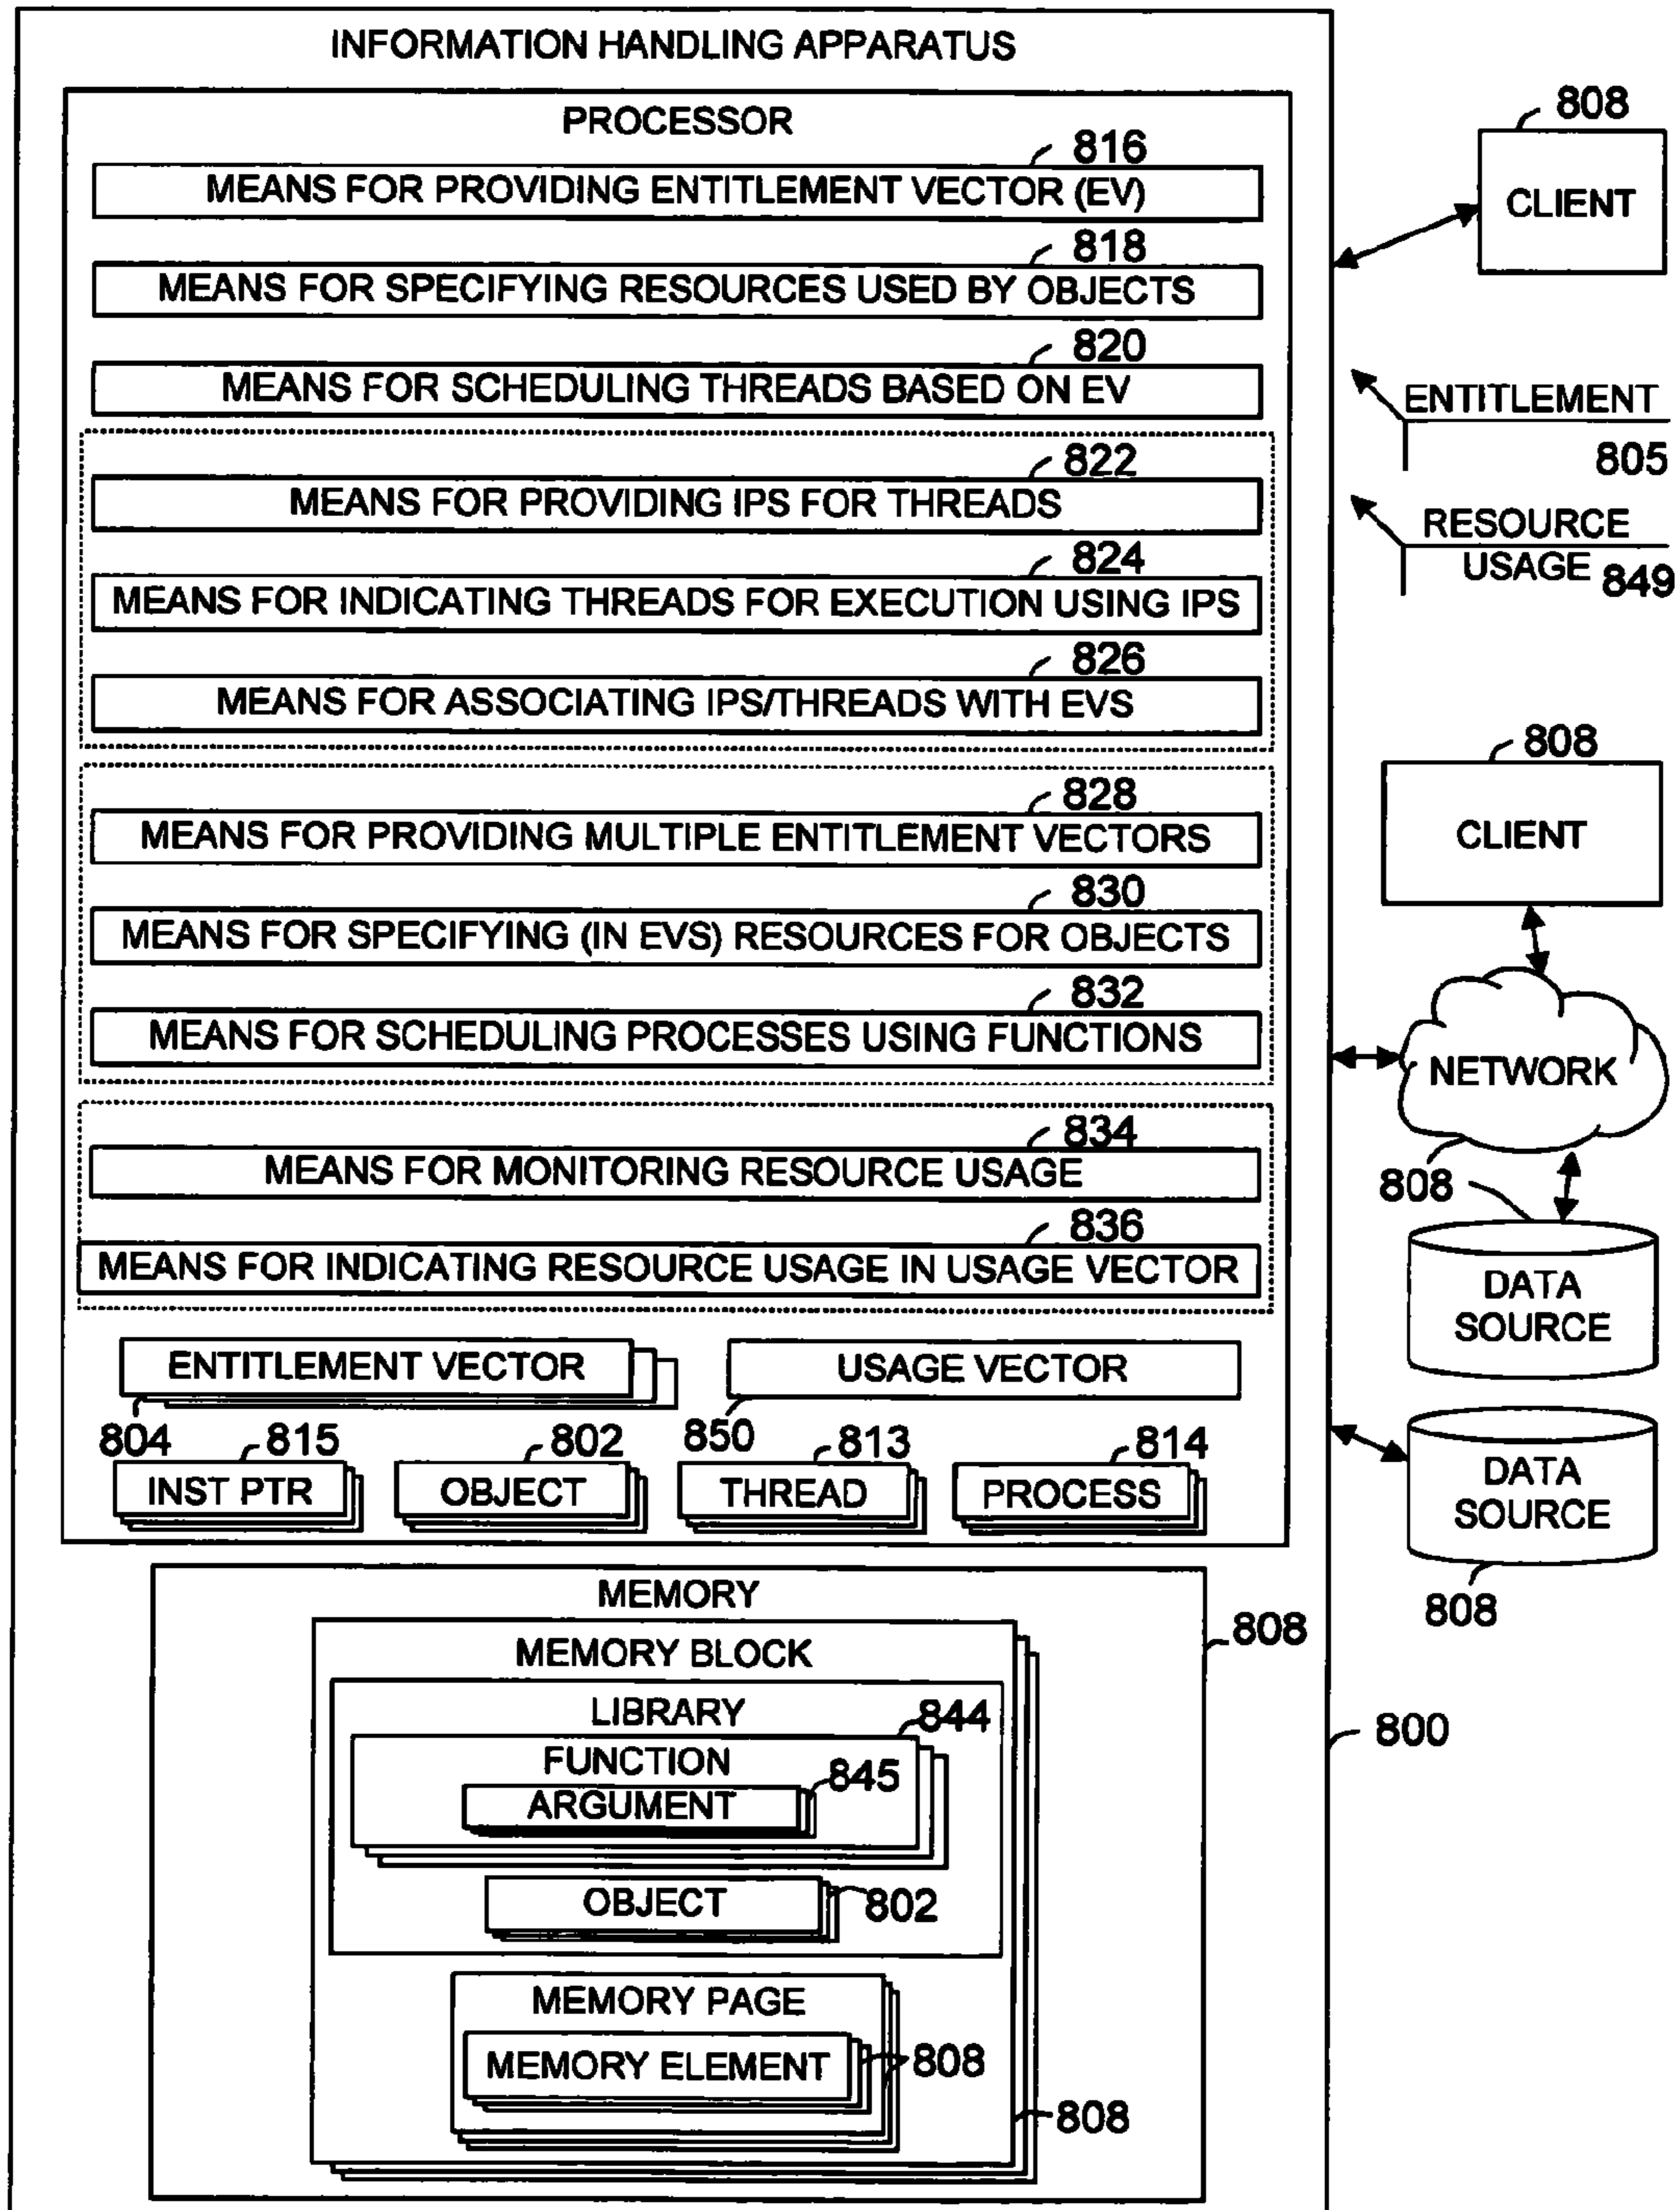 INFORMATION HANDLING APPARATUS
PROCESSOR
816
MEANS FOR PROVIDING ENTITLEMENT VECTOR (EV)
818
MEANS FOR SPECIFYING RESOURCES USED BY OBJECTS
820
MEANS FOR SCHEDULING THREADS BASED ON EV
822
MEANS FOR PROVIDING IPS FOR THREADS
824
MEANS FOR INDICATING THREADS FOR EXECUTION USING IPS
826
MEANS FOR ASSOCIATING IPS/THREADS WITH EVS
828
MEANS FOR PROVIDING MULTIPLE ENTITLEMENT VECTORS
830
MEANS FOR SPECIFYING (IN EVS) RESOURCES FOR OBJECTS
832
MEANS FOR SCHEDULING PROCESSES USING FUNCTIONS
834
MEANS FOR MONITORING RESOURCE USAGE
836
MEANS FOR INDICATING RESOURCE USAGE IN USAGE VECTOR
ENTITLEMENT VECTOR
804
USAGE VECTOR
850
815
INST PTR
802
OBJECT
813
THREAD
814
PROCESS
MEMORY
808
MEMORY BLOCK
LIBRARY
844
FUNCTION
845
ARGUMENT
OBJECT
802
MEMORY PAGE
MEMORY ELEMENT
808
808
808
CLIENT
ENTITLEMENT
805
RESOURCE
USAGE 849
808
CLIENT
NETWORK
808
808
DATA
SOURCE
DATA
SOURCE
808
800